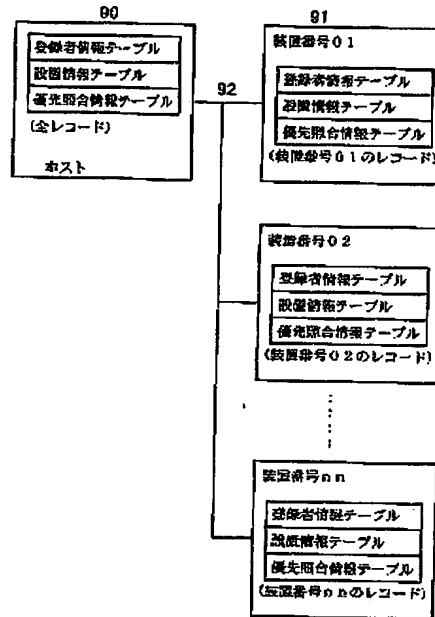 90
登録者情報テーブル
設置情報テーブル
優先照合情報テーブル
(全レコード)
ホスト
92
91
装置番号01
登録者情報テーブル
設置情報テーブル
優先照合情報テーブル
(装置番号01のレコード)
装置番号02
登録者情報テーブル
設置情報テーブル
優先照合情報テーブル
(装置番号02のレコード)
装置番号nn
登録者情報テーブル
設置情報テーブル
優先照合情報テーブル
(装置番号nnのレコード)